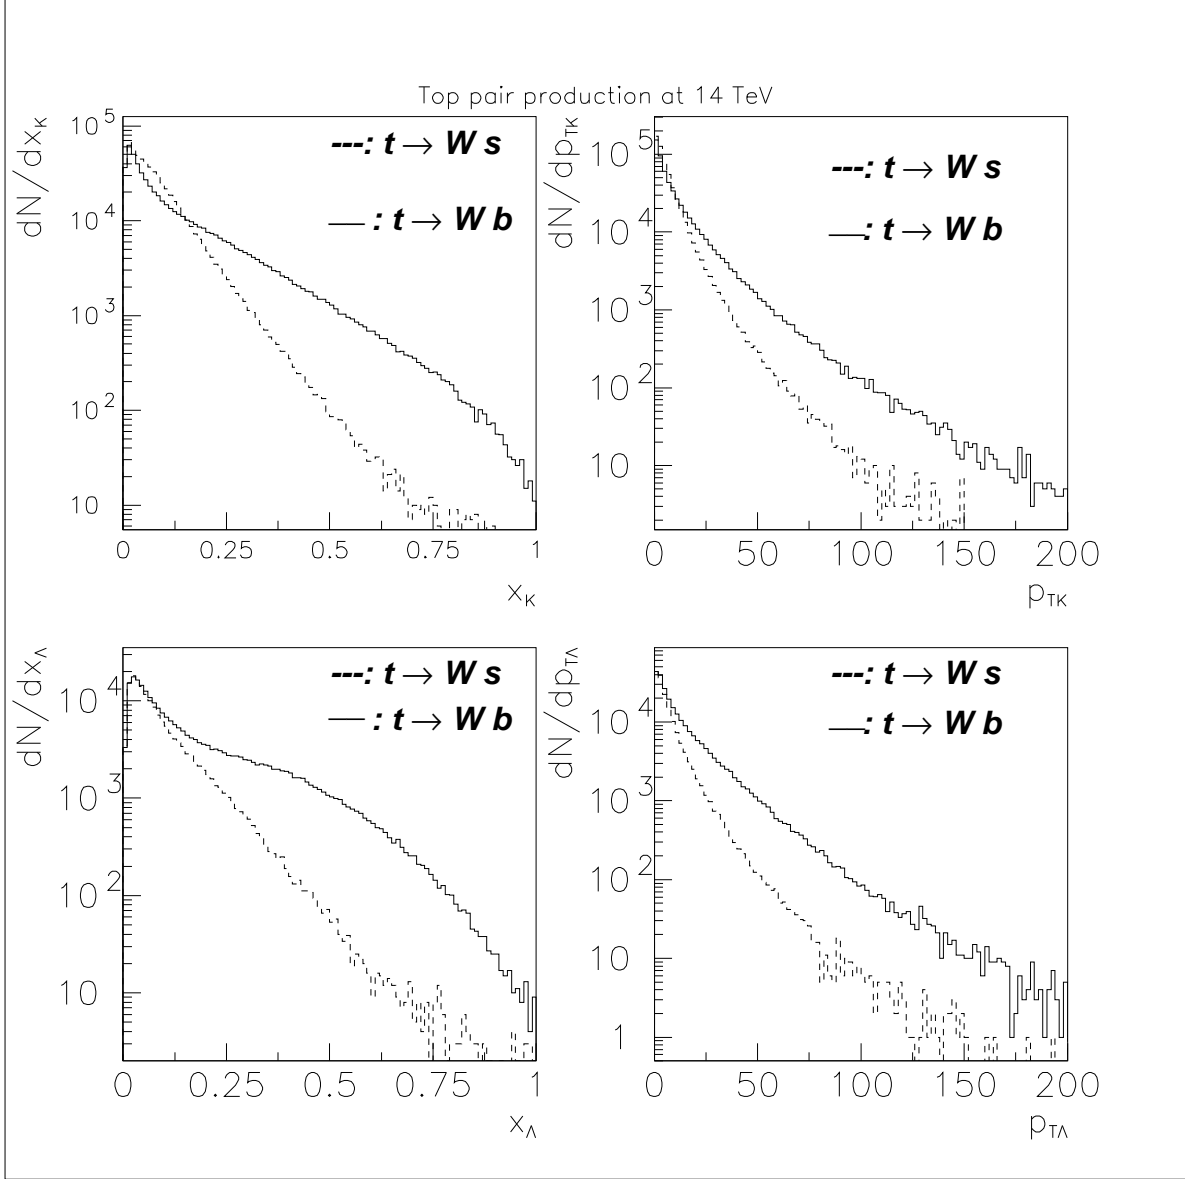 Top pair production at 14 TeV
dN/dx_K
10^5
10^4
10^3
10^2
10
---: t → W s
— : t → W b
0 0.25 0.5 0.75 1
x_K
dN/dp_TK
10^5
10^4
10^3
10^2
10
---: t → W s
—: t → W b
0 50 100 150 200
p_TK
dN/dx_Λ
10^4
10^3
10^2
10
---: t → W s
— : t → W b
0 0.25 0.5 0.75 1
x_Λ
dN/dp_TΛ
10^4
10^3
10^2
10
1
---: t → W s
—: t → W b
0 50 100 150 200
p_TΛ